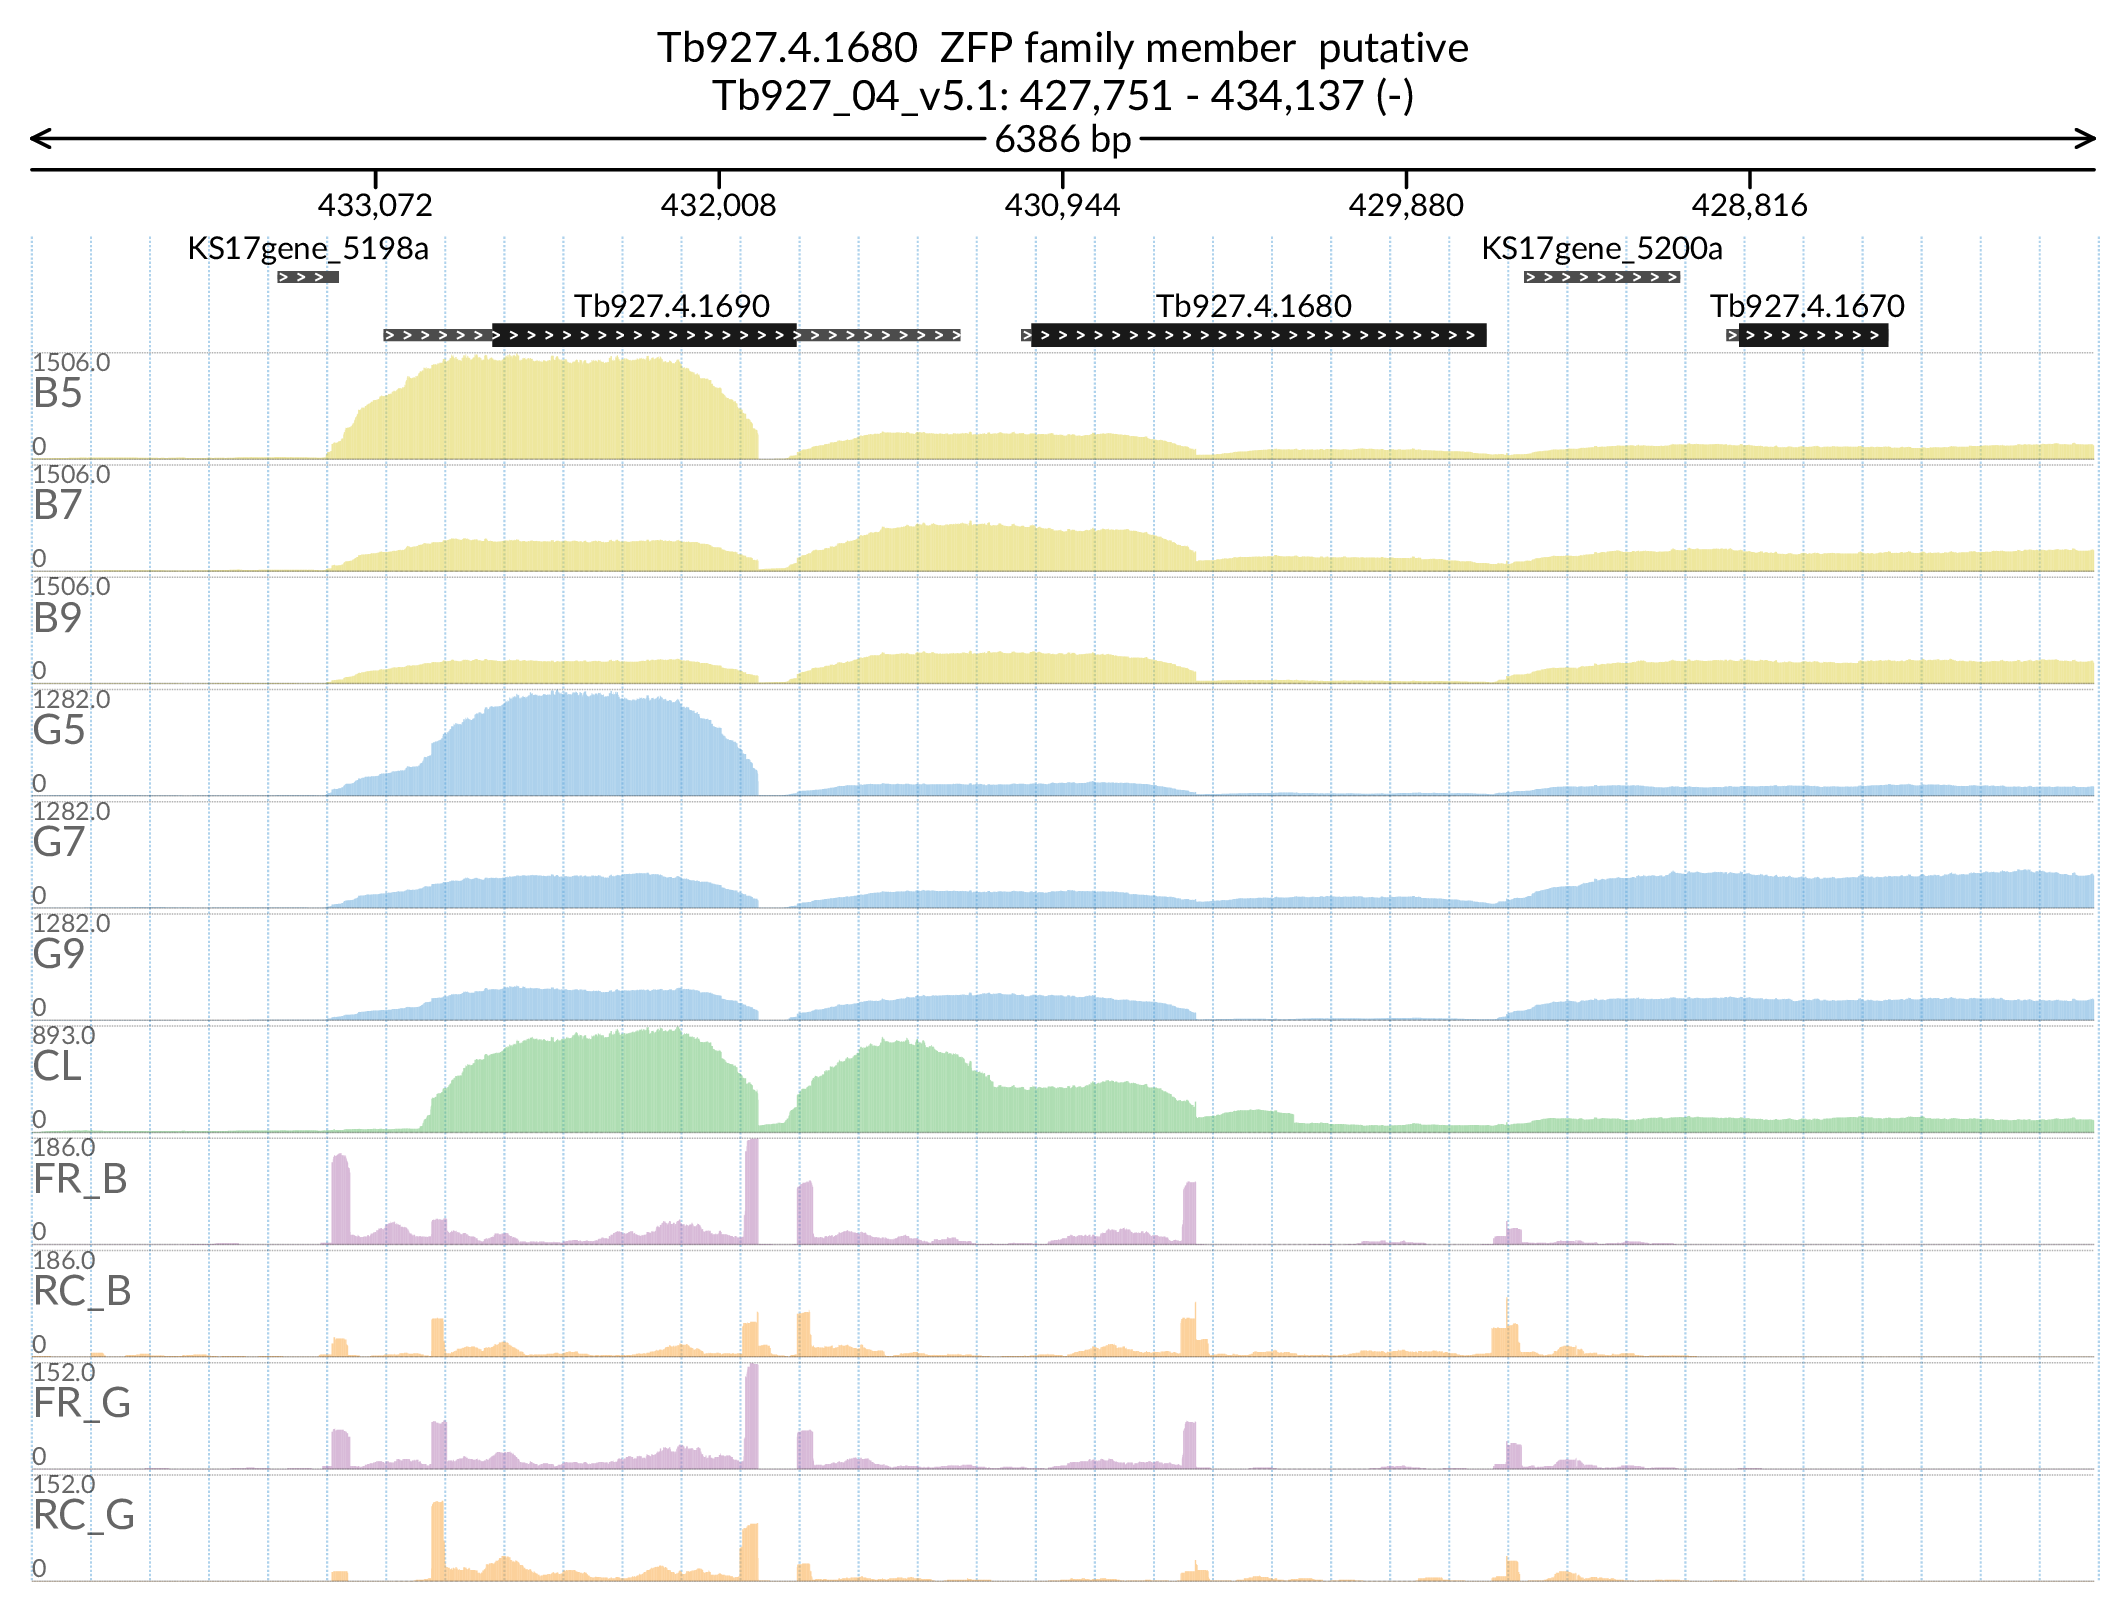 Tb927.4.1680  ZFP family member  putative
Tb927_04_v5.1: 427,751 - 434,137 (-)
6386 bp
433,072 432,008 430,944 429,880 428,816
KS17gene_5198a KS17gene_5200a
Tb927.4.1690 Tb927.4.1680 Tb927.4.1670
1506.0
B5
0
1506.0
B7
0
1506.0
B9
0
1282.0
G5
0
1282.0
G7
0
1282.0
G9
0
893.0
CL
0
186.0
FR_B
0
186.0
RC_B
0
152.0
FR_G
0
152.0
RC_G
0